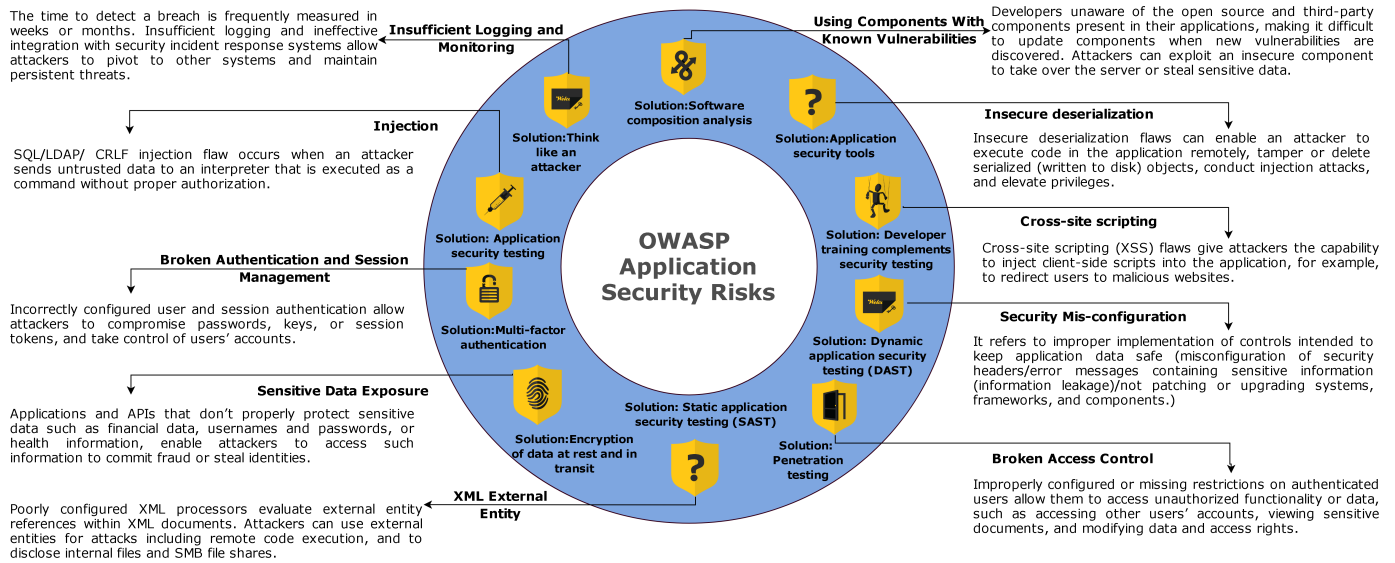 The time to detect a breach is frequently measured in
weeks or months. Insufficient logging and ineffective
integration with security incident response systems allow
attackers to pivot to other systems and maintain
persistent threats.
Insufficient Logging and
Monitoring
Using Components With
Known Vulnerabilities
Developers unaware of the open source and third-party
components present in their applications, making it difficult
to update components when new vulnerabilities are
discovered. Attackers can exploit an insecure component
to take over the server or steal sensitive data.
Solution:Software
composition analysis
Solution:Think
like an
attacker
?
Solution:Application
security tools
Insecure deserialization
Insecure deserialization flaws can enable an attacker to
execute code in the application remotely, tamper or delete
serialized (written to disk) objects, conduct injection attacks,
and elevate privileges.
Injection
SQL/LDAP/ CRLF injection flaw occurs when an attacker
sends untrusted data to an interpreter that is executed as a
command without proper authorization.
Solution: Application
security testing
Solution: Developer
training complements
security testing
Cross-site scripting
Cross-site scripting (XSS) flaws give attackers the capability
to inject client-side scripts into the application, for example,
to redirect users to malicious websites.
OWASP
Application
Security Risks
Broken Authentication and Session
Management
Incorrectly configured user and session authentication allow
attackers to compromise passwords, keys, or session
tokens, and take control of users’ accounts.
Solution:Multi-factor
authentication
Solution: Dynamic
application security
testing (DAST)
Security Mis-configuration
It refers to improper implementation of controls intended to
keep application data safe (misconfiguration of security
headers/error messages containing sensitive information
(information leakage)/not patching or upgrading systems,
frameworks, and components.)
Sensitive Data Exposure
Applications and APIs that don’t properly protect sensitive
data such as financial data, usernames and passwords, or
health information, enable attackers to access such
information to commit fraud or steal identities.
Solution:Encryption
of data at rest and in
transit
Solution: Static application
security testing (SAST)
?
Solution:
Penetration
testing
Broken Access Control
Improperly configured or missing restrictions on authenticated
users allow them to access unauthorized functionality or data,
such as accessing other users’ accounts, viewing sensitive
documents, and modifying data and access rights.
XML External
Entity
Poorly configured XML processors evaluate external entity
references within XML documents. Attackers can use external
entities for attacks including remote code execution, and to
disclose internal files and SMB file shares.